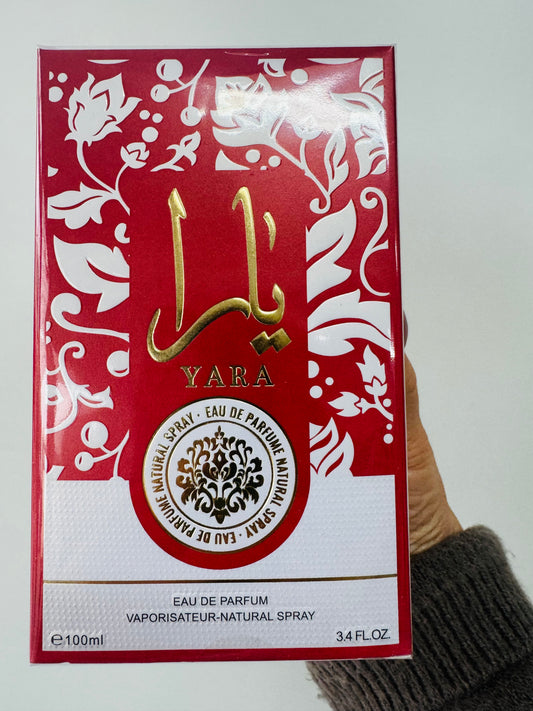 يارا
YARA
EAU DE PARFUME NATURAL SPRAY · EAU DE PARFUME NATURAL SPRAY ·
EAU DE PARFUM
VAPORISATEUR-NATURAL SPRAY
℮100ml
3.4 FL.OZ.